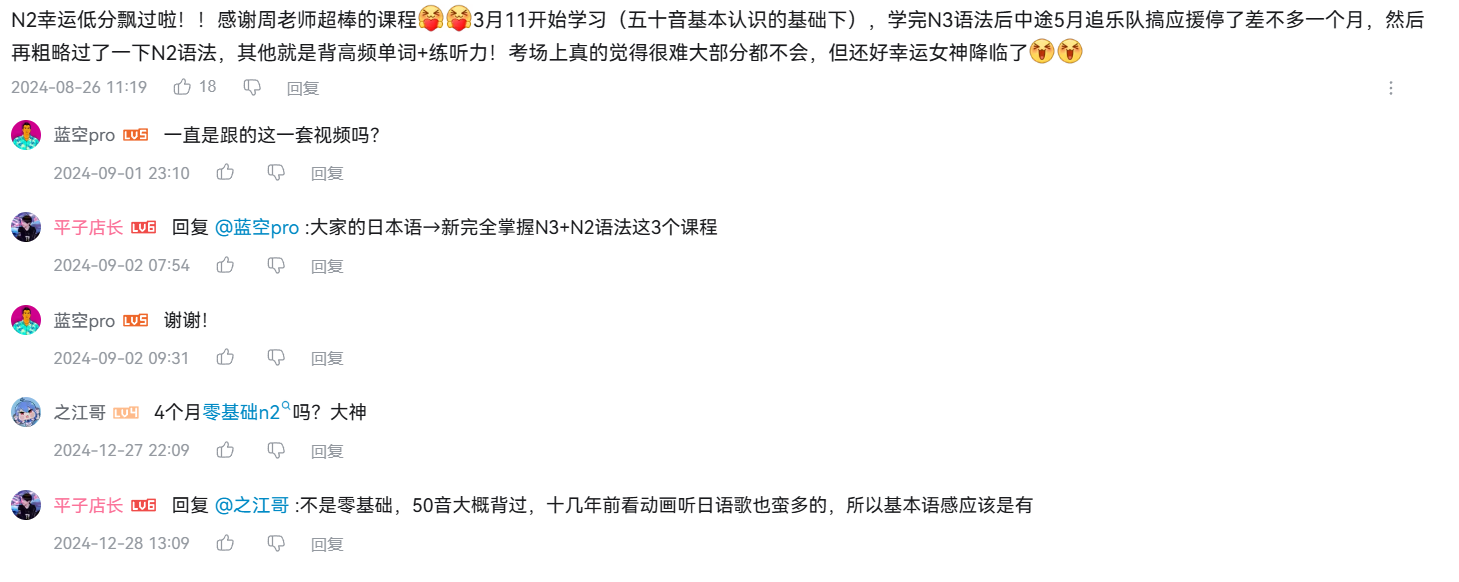 N2幸运低分飘过啦！！感谢周老师超棒的课程3月11开始学习（五十音基本认识的基础下），学完N3语法后中途5月追乐队搞应援停了差不多一个月，然后
再粗略过了一下N2语法，其他就是背高频单词+练听力！考场上真的觉得很难大部分都不会，但还好幸运女神降临了
2024-08-26 11:19 18 回复
蓝空pro LV5 一直是跟的这一套视频吗？
2024-09-01 23:10 回复
平子店长 LV6 回复 @蓝空pro :大家的日本语→新完全掌握N3+N2语法这3个课程
2024-09-02 07:54 回复
蓝空pro LV5 谢谢！
2024-09-02 09:31 回复
之江哥 LV4 4个月零基础n2吗？大神
2024-12-27 22:09 回复
平子店长 LV6 回复 @之江哥 :不是零基础，50音大概背过，十几年前看动画听日语歌也蛮多的，所以基本语感应该是有
2024-12-28 13:09 回复